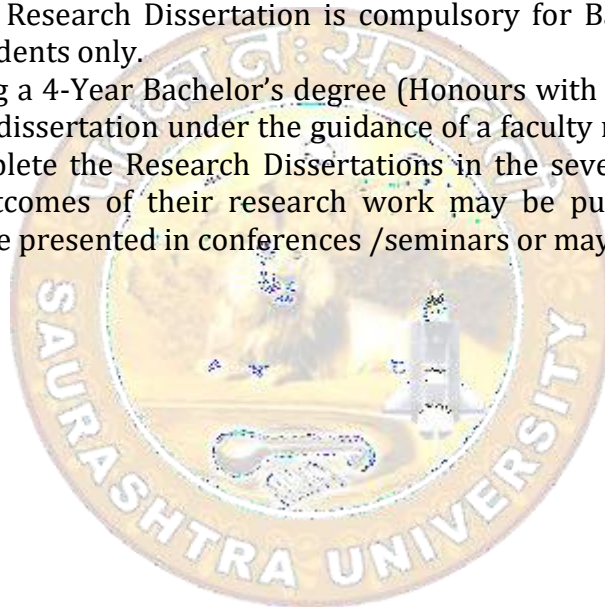 Research Dissertation is compulsory for Ba
dents only.
g a 4-Year Bachelor's degree (Honours with
dissertation under the guidance of a faculty r
plete the Research Dissertations in the seve
tcomes of their research work may be pu
e presented in conferences /seminars or may
SAURASHTRA UNIVERSITY